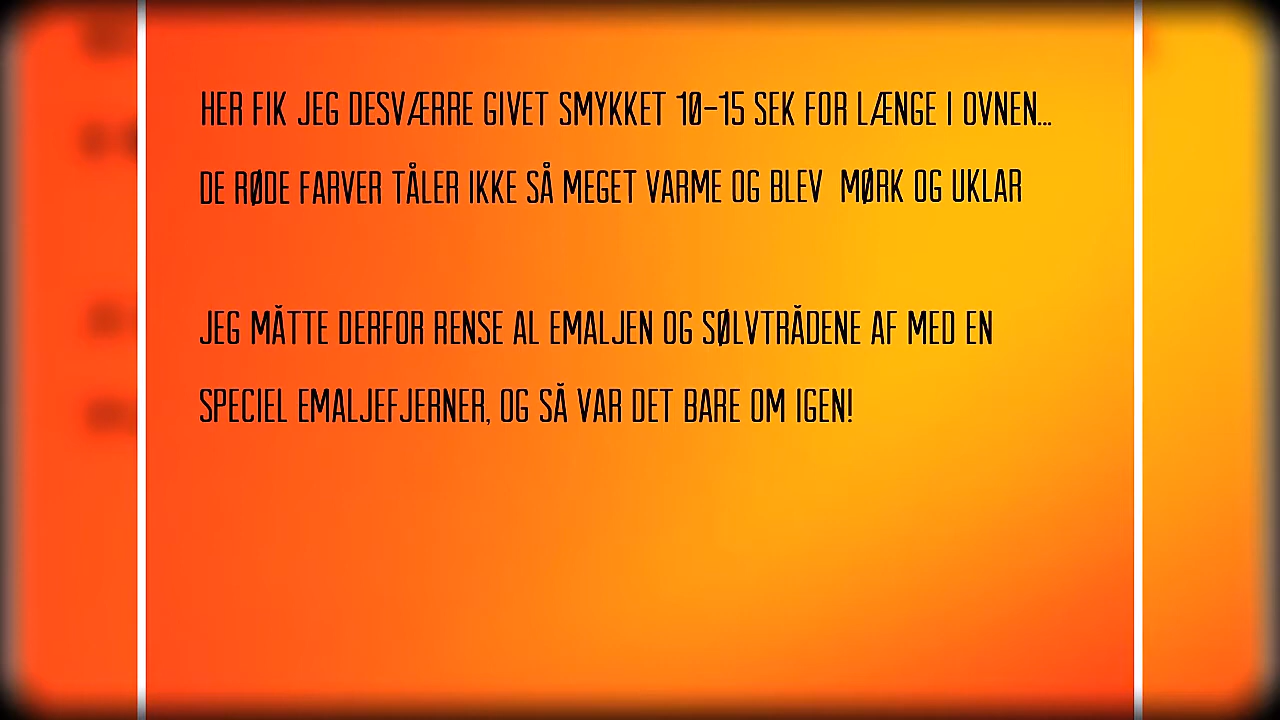 HER FIK JEG DESVÆRRE GIVET SMYKKET 10-15 SEK FOR LÆNGE I OVNEN...
DE RØDE FARVER TÅLER IKKE SÅ MEGET VARME OG BLEV MØRK OG UKLAR
JEG MÅTTE DERFOR RENSE AL EMALJEN OG SØLVTRÅDENE AF MED EN
SPECIEL EMALJEFJERNER, OG SÅ VAR DET BARE OM IGEN!